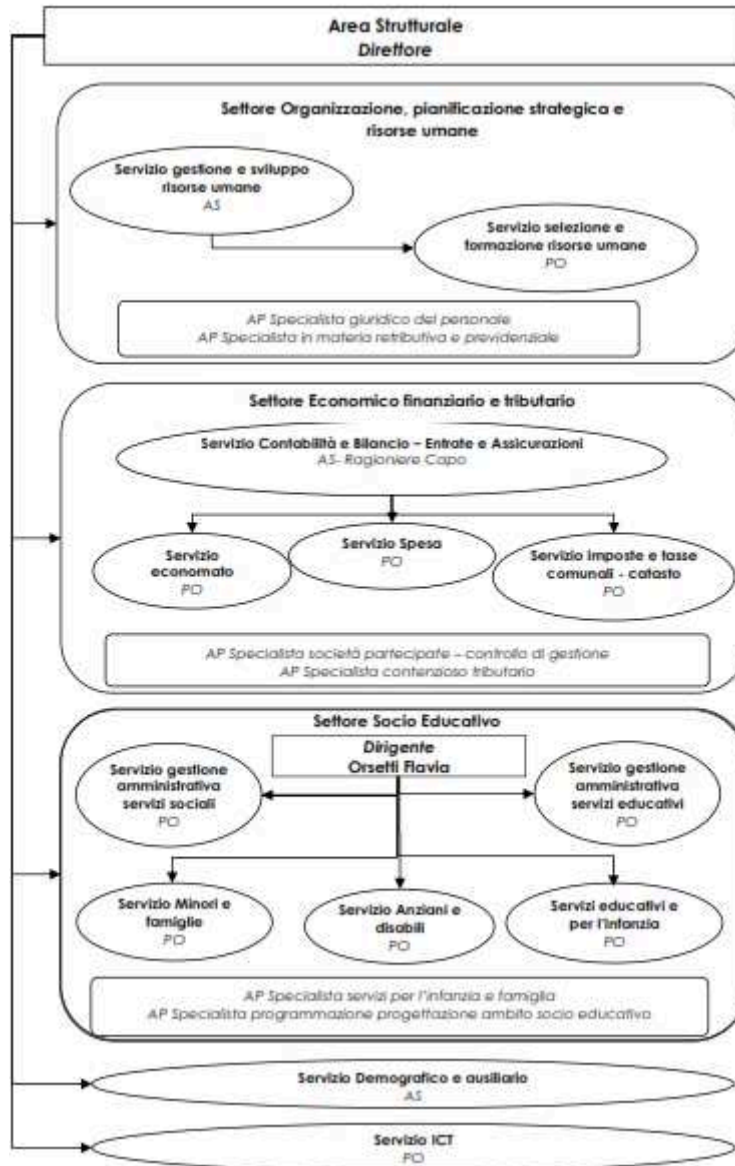 Area Strutturale
Direttore
Settore Organizzazione, pianificazione strategica e
risorse umane
Servizio gestione e sviluppo
risorse umane
AS
Servizio selezione e
formazione risorse umane
PO
AP Specialista giuridico del personale
AP Specialista in materia retributiva e previdenziale
Settore Economico finanziario e tributario
Servizio Contabilità e Bilancio – Entrate e Assicurazioni
AS- Ragioniere Capo
Servizio
economato
PO
Servizio Spesa
PO
Servizio imposte e tasse
comunali - catasto
PO
AP Specialista società partecipate – controllo di gestione
AP Specialista contenzioso tributario
Settore Socio Educativo
Dirigente
Orsetti Flavia
Servizio gestione
amministrativa
servizi sociali
PO
Servizio gestione
amministrativa
servizi educativi
PO
Servizio Minori e
famiglie
PO
Servizio Anziani e
disabili
PO
Servizi educativi e
per l'infanzia
PO
AP Specialista servizi per l'infanzia e famiglia
AP Specialista programmazione progettazione ambito socio educativo
Servizio Demografico e ausiliario
AS
Servizio ICT
PO